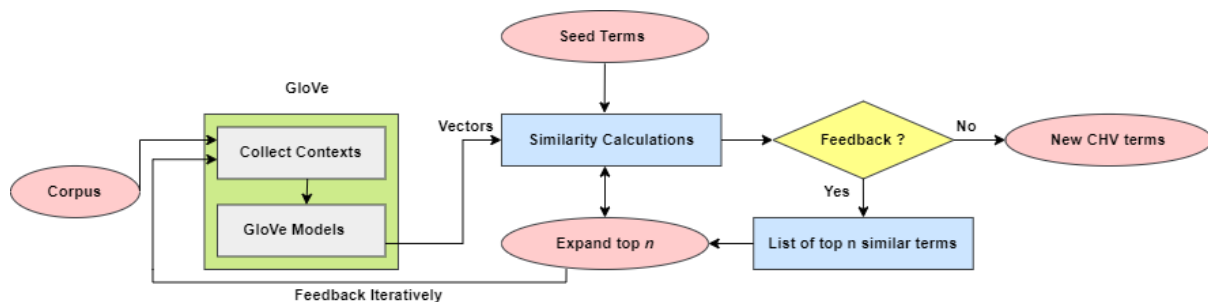 Seed Terms
GloVe
Vectors
Collect Contexts
Similarity Calculations
Feedback ?
No
New CHV terms
Corpus
Yes
GloVe Models
Expand top n
List of top n similar terms
Feedback Iteratively